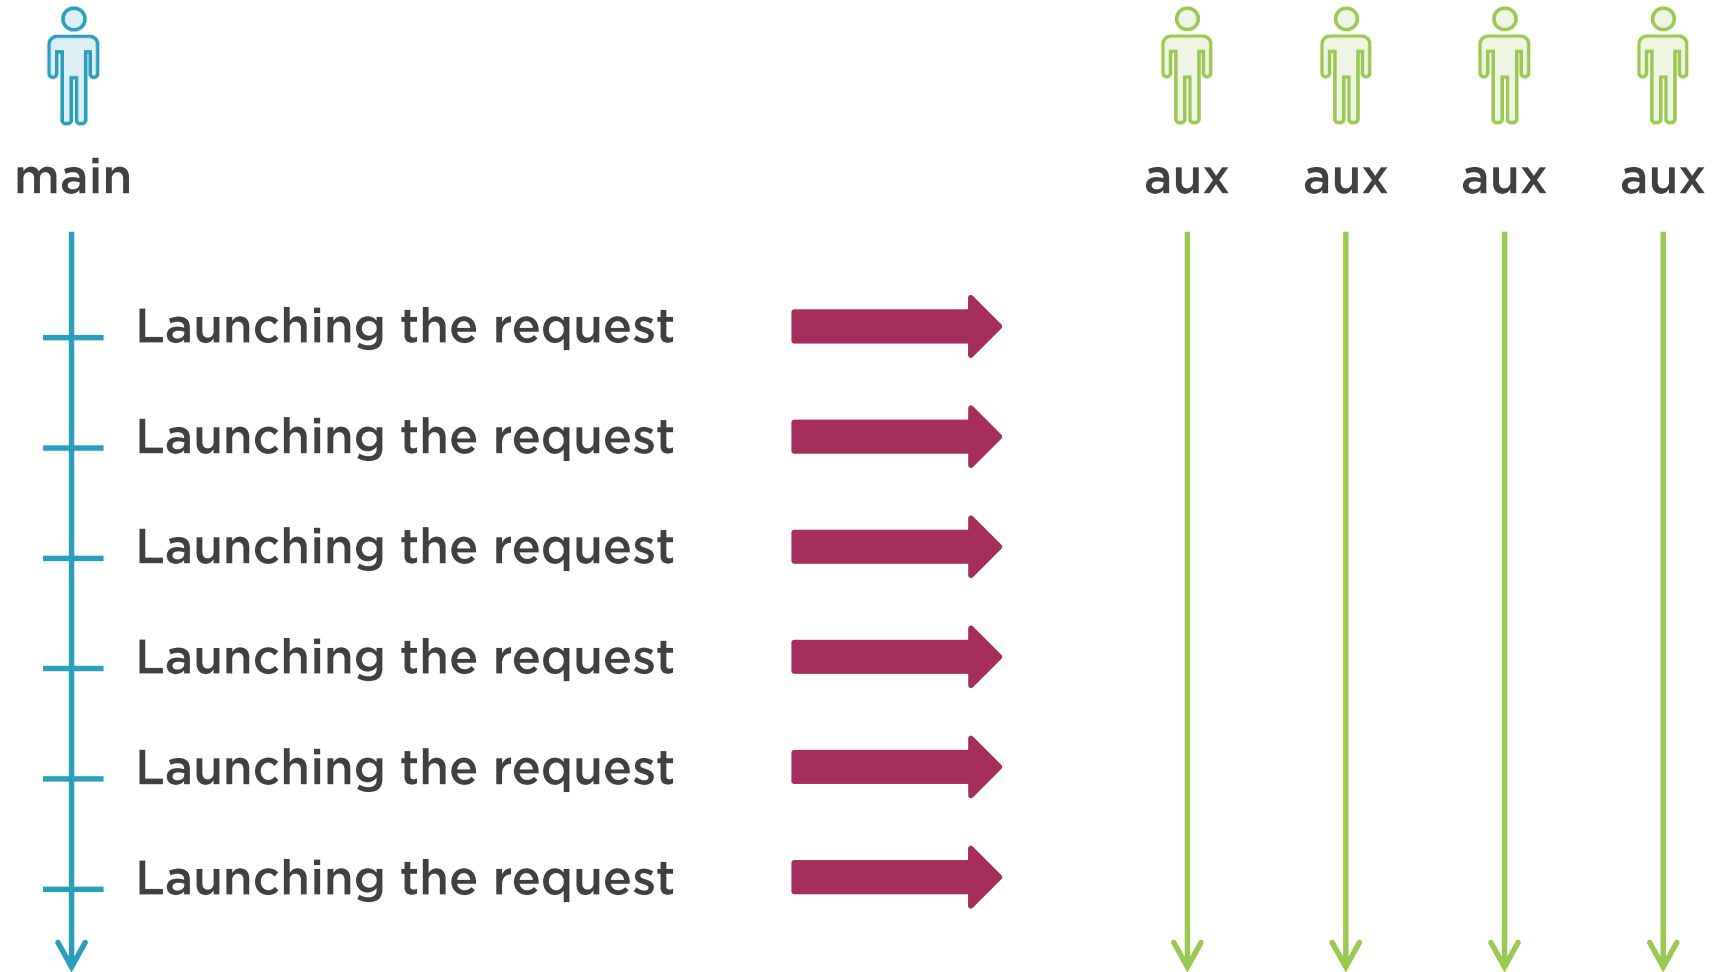 main
aux
aux
aux
aux
Launching the request
Launching the request
Launching the request
Launching the request
Launching the request
Launching the request